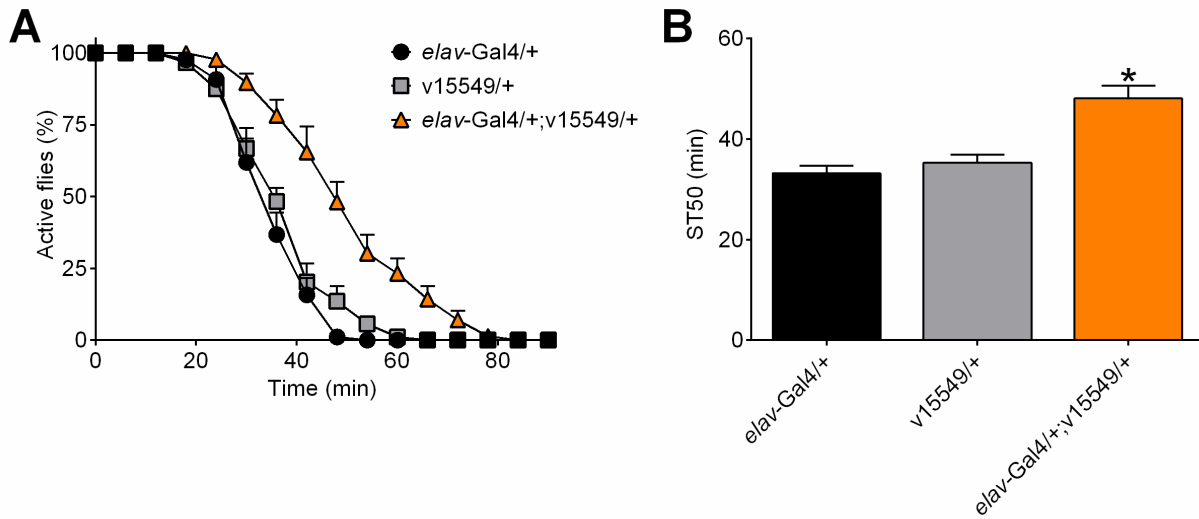 A
Active flies (%)
100
75
50
25
0
0 20 40 60 80
Time (min)
elav-Gal4/+
v15549/+
elav-Gal4/+;v15549/+
B
ST50 (min)
60
40
20
0
*
elav-Gal4/+
v15549/+
elav-Gal4/+;v15549/+